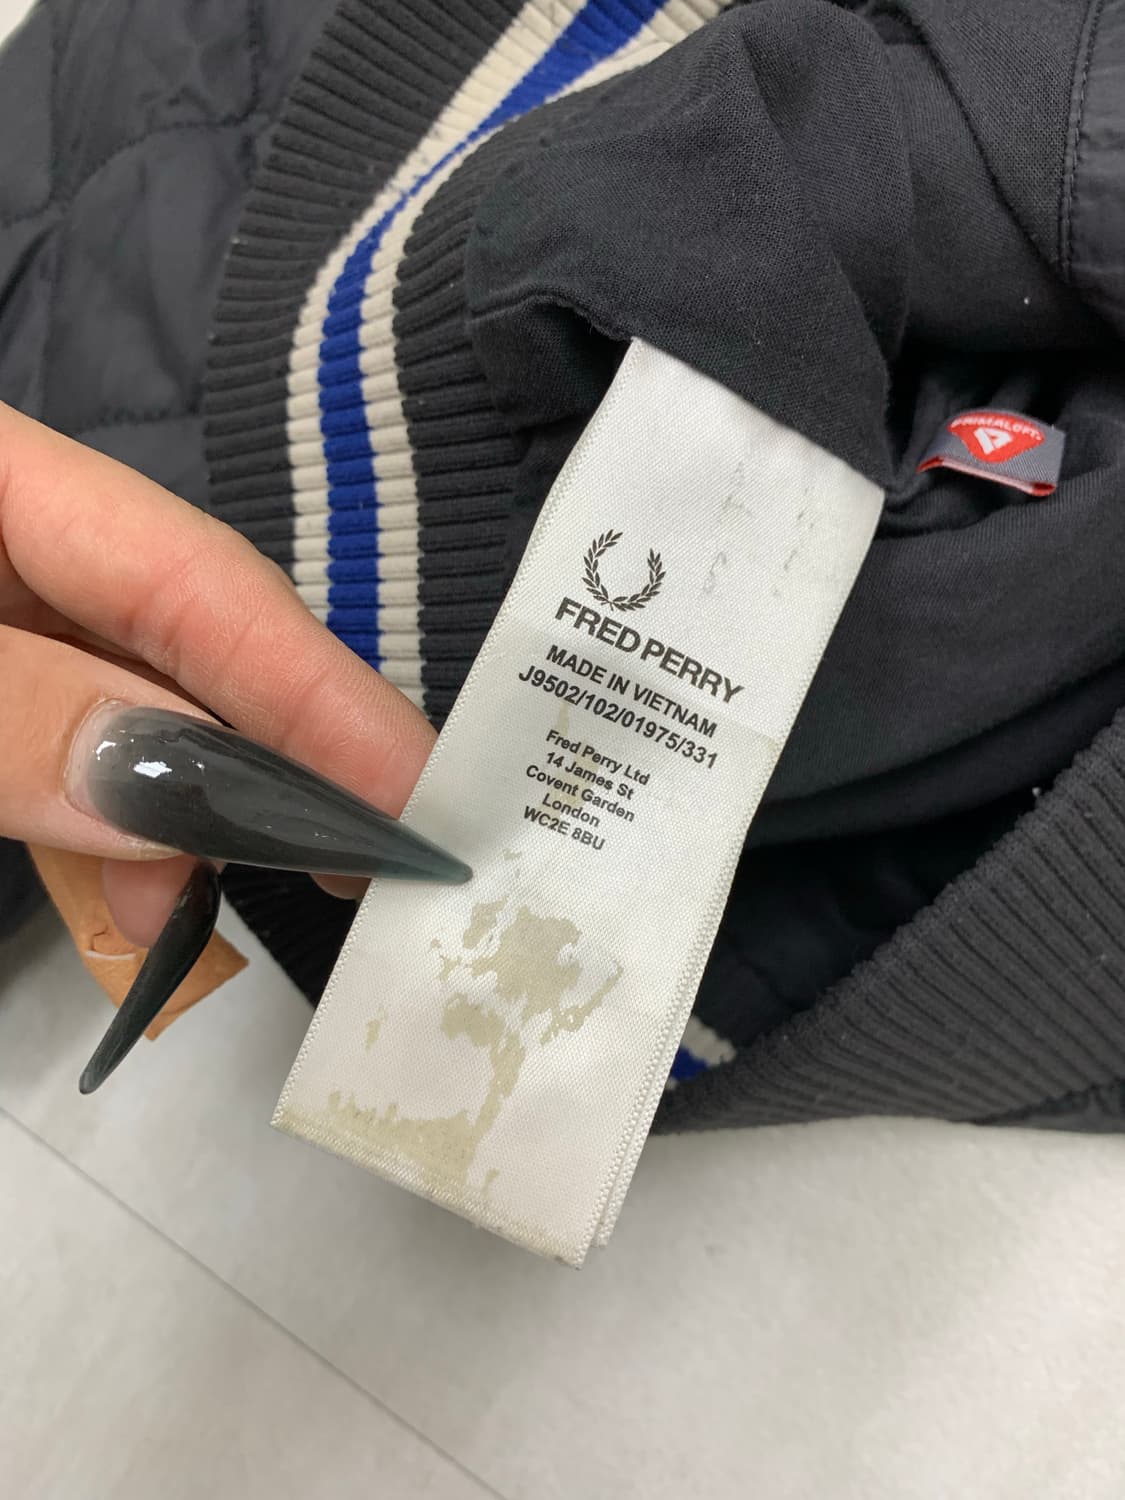 PRIMALOFT
FRED PERRY
MADE IN VIETNAM
J9502/102/01975/331
Fred Perry Ltd
14 James St
Covent Garden
London
WC2E 8BU